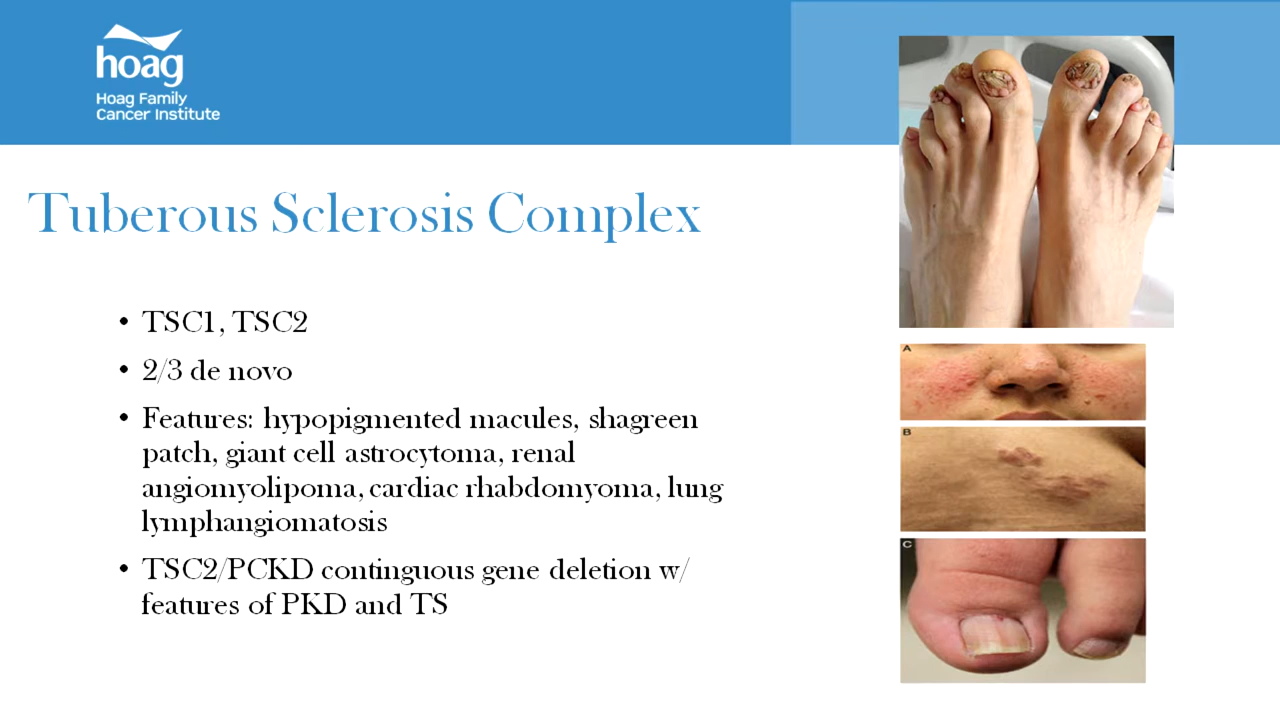 hoag
Hoag Family
Cancer Institute
Tuberous Sclerosis Complex
• TSC1, TSC2
• 2/3 de novo
• Features: hypopigmented macules, shagreen
patch, giant cell astrocytoma, renal
angiomyolipoma, cardiac rhabdomyoma, lung
lymphangiomatosis
• TSC2/PCKD continguous gene deletion w/
features of PKD and TS
A
B
C